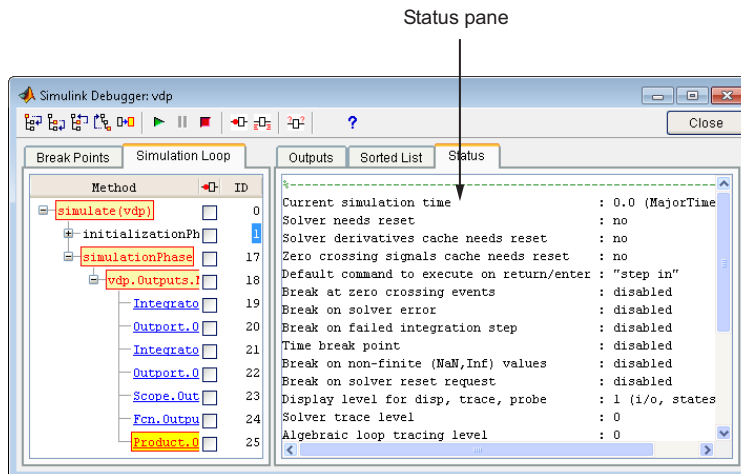 Status pane
Simulink Debugger: vdp
Close
Break Points Simulation Loop
Outputs Sorted List Status
Method ID
simulate(vdp) 0
initializationPh 1
simulationPhase 17
vdp.Outputs. 18
Integrato 19
Outport.O 20
Integrato 21
Outport.O 22
Scope.Out 23
Fcn.Outpu 24
Product.O 25
%----------------------------------------------------------------
Current simulation time : 0.0 (MajorTime
Solver needs reset : no
Solver derivatives cache needs reset : no
Zero crossing signals cache needs reset : no
Default command to execute on return/enter : "step in"
Break at zero crossing events : disabled
Break on solver error : disabled
Break on failed integration step : disabled
Time break point : disabled
Break on non-finite (NaN,Inf) values : disabled
Break on solver reset request : disabled
Display level for disp, trace, probe : 1 (i/o, states
Solver trace level : 0
Algebraic loop tracing level : 0